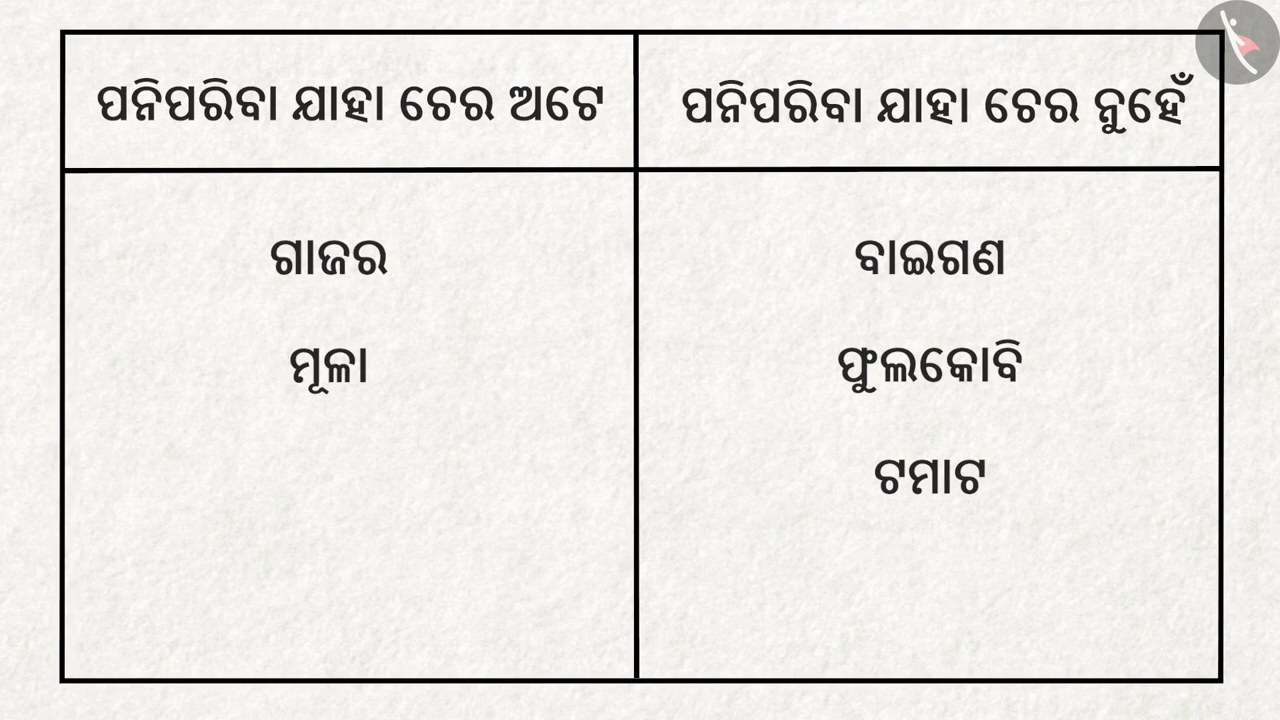 ପନିପରିବା ଯାହା ଚେର ଅଟେ
ପନିପରିବା ଯାହା ଚେର ନୁହେଁ
ଗାଜର
ବାଇଗଣ
ମୂଳା
ଫୁଲକୋବି
ଟମାଟ